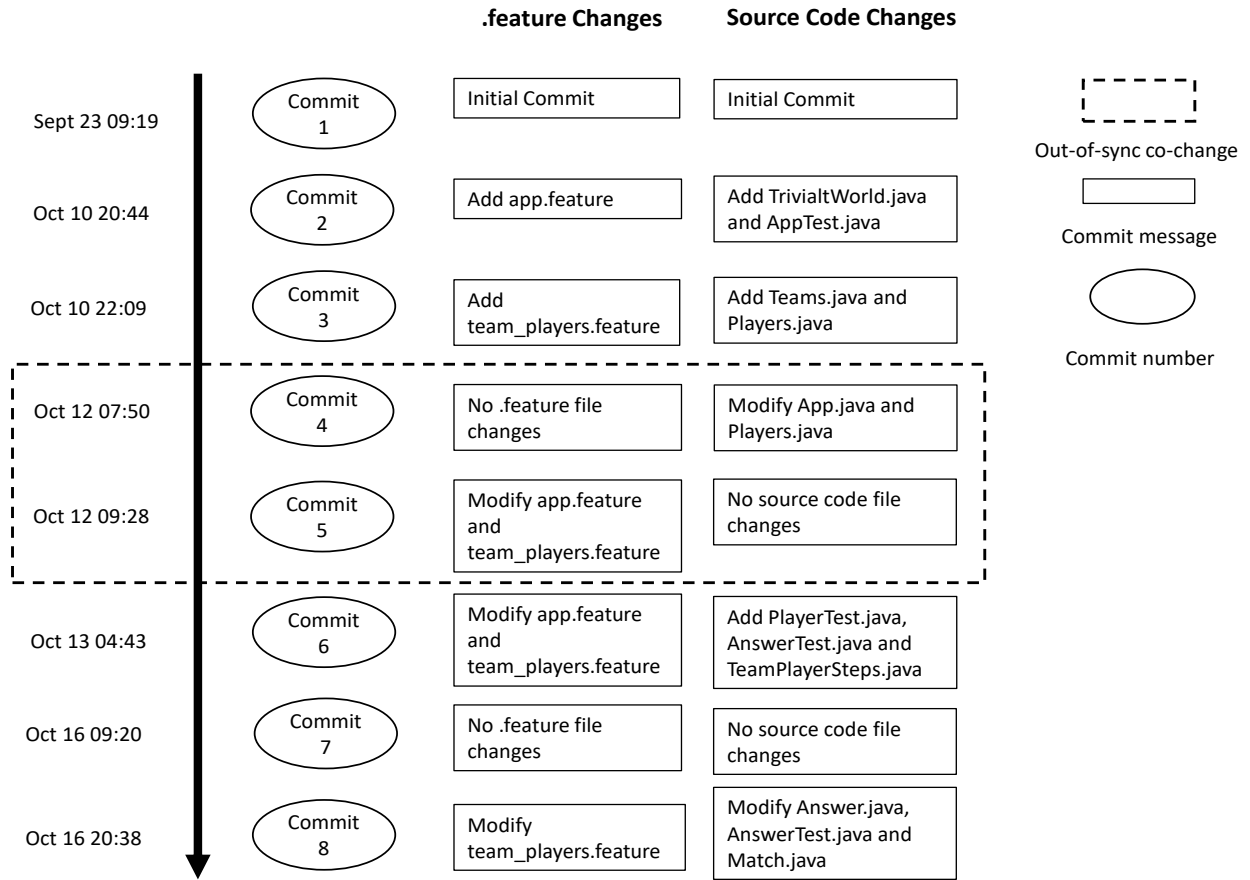 .feature Changes
Source Code Changes
Sept 23 09:19
Commit
1
Initial Commit
Initial Commit
Oct 10 20:44
Commit
2
Add app.feature
Add TrivialtWorld.java
and AppTest.java
Oct 10 22:09
Commit
3
Add
team_players.feature
Add Teams.java and
Players.java
Oct 12 07:50
Commit
4
No .feature file
changes
Modify App.java and
Players.java
Oct 12 09:28
Commit
5
Modify app.feature
and
team_players.feature
No source code file
changes
Oct 13 04:43
Commit
6
Modify app.feature
and
team_players.feature
Add PlayerTest.java,
AnswerTest.java and
TeamPlayerSteps.java
Oct 16 09:20
Commit
7
No .feature file
changes
No source code file
changes
Oct 16 20:38
Commit
8
Modify
team_players.feature
Modify Answer.java,
AnswerTest.java and
Match.java
Out-of-sync co-change
Commit message
Commit number